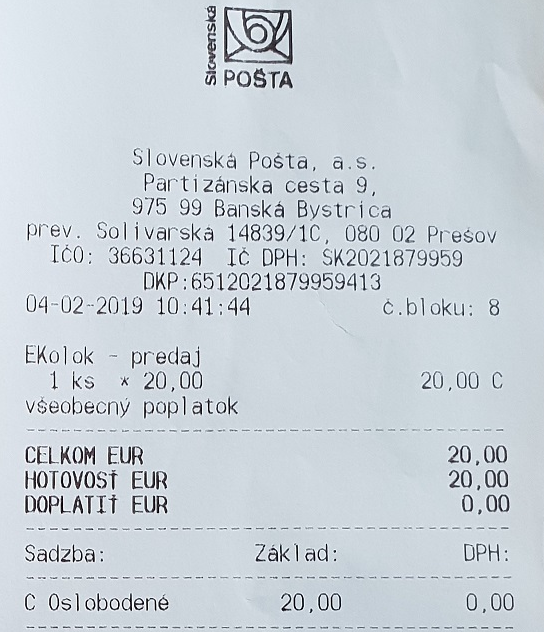 Slovenská
POŠTA
Slovenská Pošta, a.s.
Partizánska cesta 9,
975 99 Banská Bystrica
prev. Solivarská 14839/1C, 080 02 Prešov
IČO: 36631124 IČ DPH: SK2021879959
DKP:6512021879959413
04-02-2019 10:41:44 č.bloku: 8
EKolok - predaj
1 ks * 20,00 20,00 C
všeobecný poplatok
CELKOM EUR 20,00
HOTOVOSŤ EUR 20,00
DOPLATIŤ EUR 0,00
Sadzba: Základ: DPH:
C Oslobodené 20,00 0,00